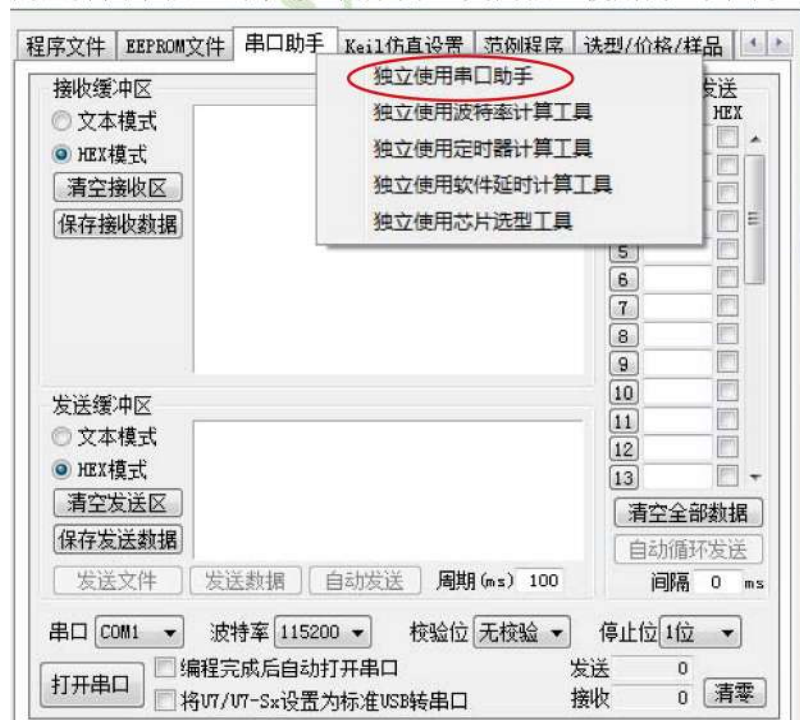 程序文件 EEPROM文件 串口助手 Keil仿真设置 范例程序 选型/价格/样品
独立使用串口助手
独立使用波特率计算工具
独立使用定时器计算工具
独立使用软件延时计算工具
独立使用芯片选型工具
接收缓冲区
文本模式
HEX模式
清空接收区
保存接收数据
发送
HEX
5
6
7
8
9
10
11
12
13
发送缓冲区
文本模式
HEX模式
清空发送区
保存发送数据
清空全部数据
自动循环发送
发送文件 发送数据 自动发送 周期(ms) 100 间隔 0 ms
串口 COM1 波特率 115200 校验位 无校验 停止位 1位
打开串口
编程完成后自动打开串口
将U7/U7-Sx设置为标准USB转串口
发送 0
接收 0
清零